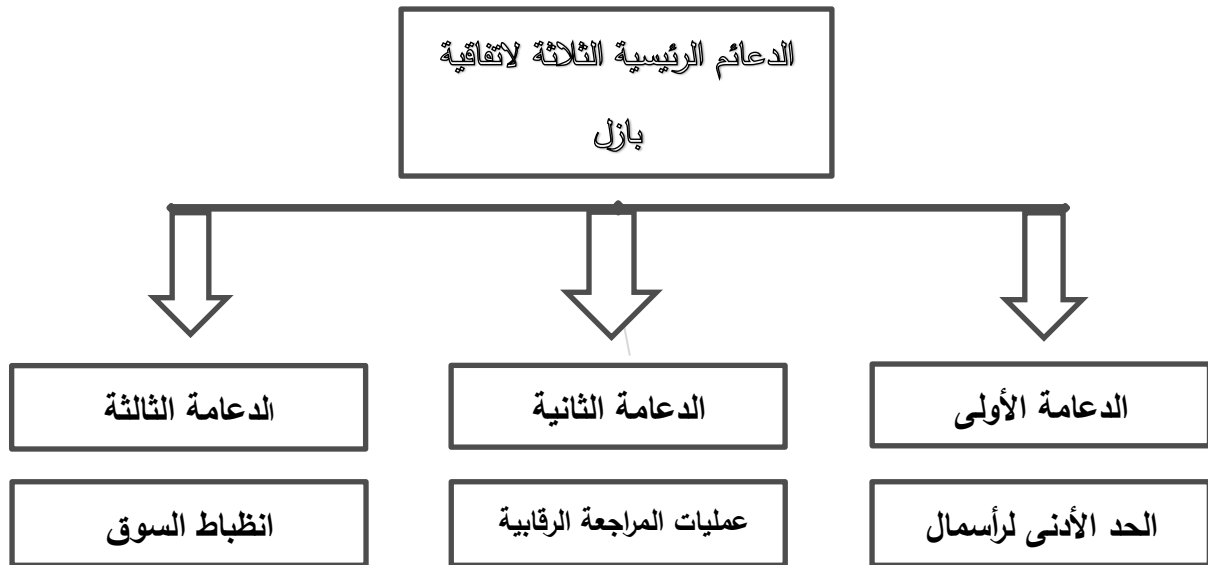 الدعائم الرئيسية الثلاثة لاتفاقية
بازل
الدعامة الأولى
الدعامة الثانية
الدعامة الثالثة
الحد الأدنى لرأسمال
عمليات المراجعة الرقابية
انظباط السوق